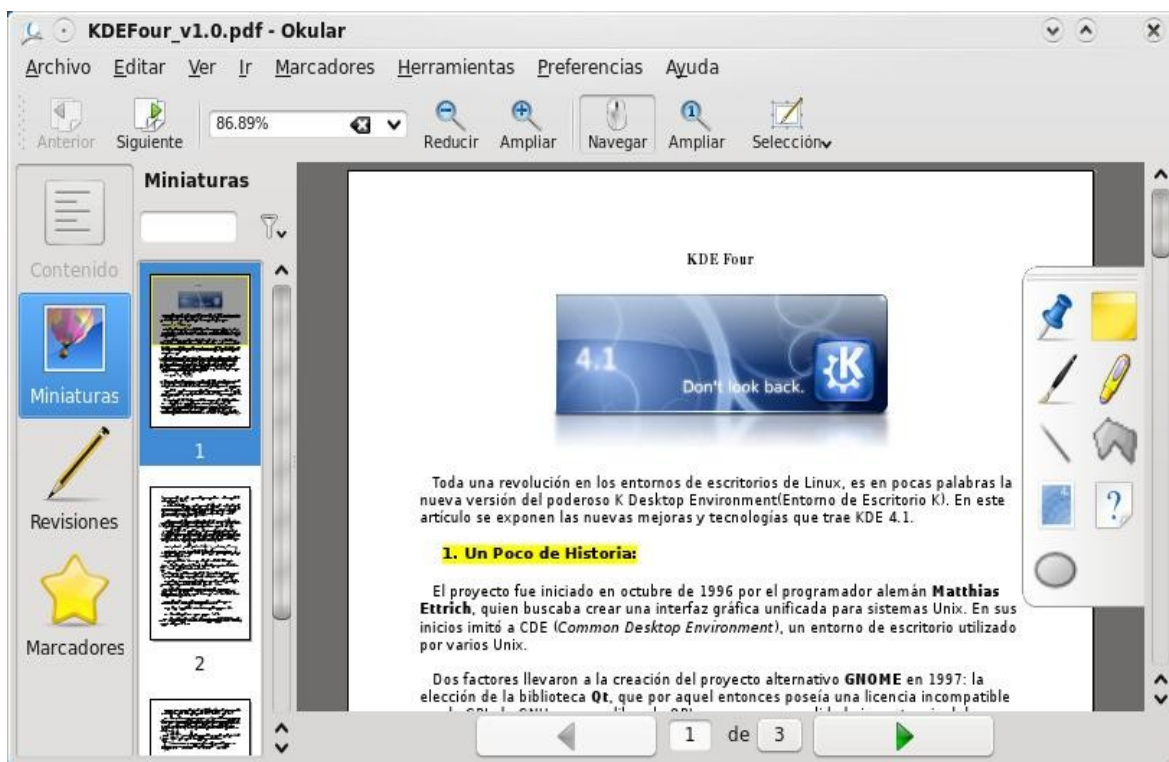 KDEFour_v1.0.pdf - Okular
Archivo Editar Ver Ir Marcadores Herramientas Preferencias Ayuda
Anterior Siguiente 86.89% Reducir Ampliar Navegar Ampliar Selección
Contenido
Miniaturas
Revisiones
Marcadores
Miniaturas
1
2
KDE Four
4.1
Don't look back.
Toda una revolución en los entornos de escritorios de Linux, es en pocas palabras la
nueva versión del poderoso K Desktop Environment(Entorno de Escritorio K). En este
artículo se exponen las nuevas mejoras y tecnologías que trae KDE 4.1.
1. Un Poco de Historia:
El proyecto fue iniciado en octubre de 1996 por el programador alemán Matthias
Ettrich, quien buscaba crear una interfaz gráfica unificada para sistemas Unix. En sus
inicios imitó a CDE (Common Desktop Environment), un entorno de escritorio utilizado
por varios Unix.
Dos factores llevaron a la creación del proyecto alternativo GNOME en 1997: la
elección de la biblioteca Qt, que por aquel entonces poseía una licencia incompatible
1 de 3